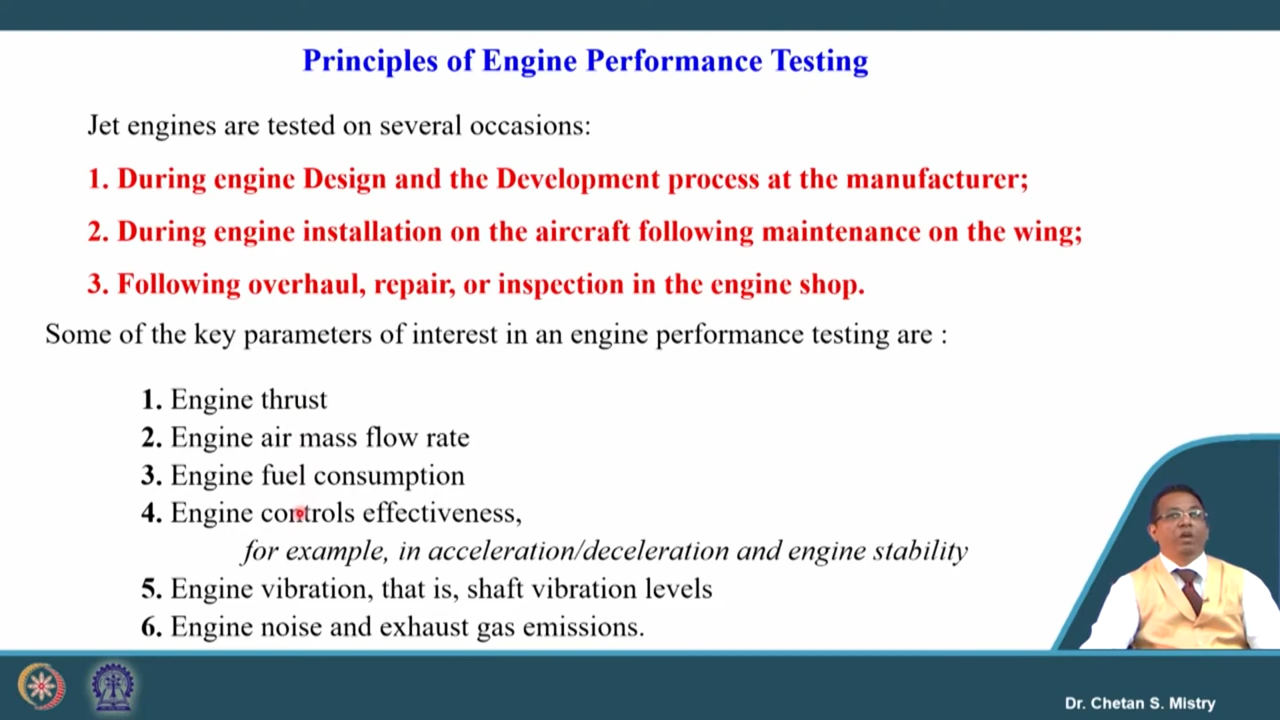 Principles of Engine Performance Testing
Jet engines are tested on several occasions:
1. During engine Design and the Development process at the manufacturer;
2. During engine installation on the aircraft following maintenance on the wing;
3. Following overhaul, repair, or inspection in the engine shop.
Some of the key parameters of interest in an engine performance testing are :
1. Engine thrust
2. Engine air mass flow rate
3. Engine fuel consumption
4. Engine controls effectiveness,
for example, in acceleration/deceleration and engine stability
5. Engine vibration, that is, shaft vibration levels
6. Engine noise and exhaust gas emissions.
Dr. Chetan S. Mistry